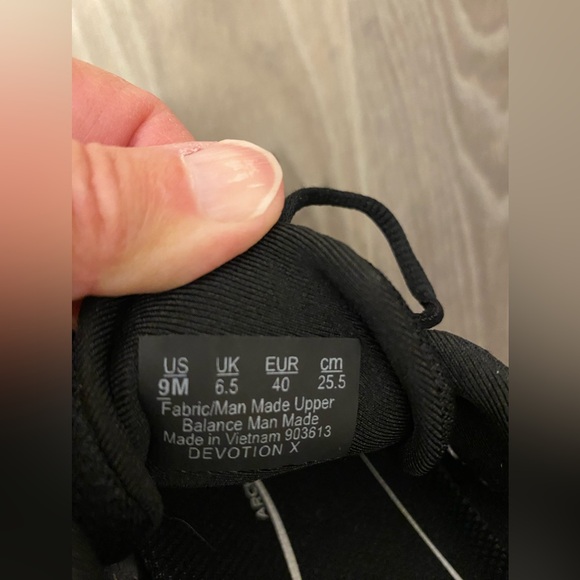 US UK EUR cm
9M 6.5 40 25.5
Fabric/Man Made Upper
Balance Man Made
Made in Vietnam 903613
DEVOTION X
ARC